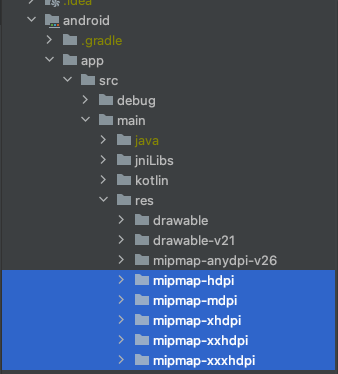 .idea
android
.gradle
app
src
debug
main
java
jniLibs
kotlin
res
drawable
drawable-v21
mipmap-anydpi-v26
mipmap-hdpi
mipmap-mdpi
mipmap-xhdpi
mipmap-xxhdpi
mipmap-xxxhdpi